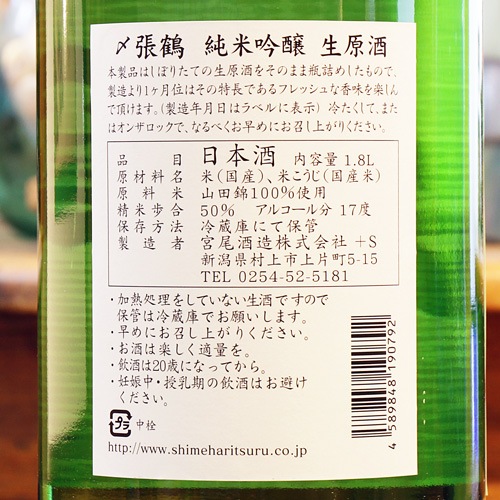 〆張鶴 純米吟醸 生原酒
本製品はしぼりたての生原酒をそのまま瓶詰めしたもので、
製造より1ヶ月位はその特長であるフレッシュな香味を楽しん
で頂けます。(製造年月日はラベルに表示) 冷たくして、また
はオンザロックで、なるべくお早めにお召し上がりください。
品目 日本酒 内容量 1.8L
原材料名 米(国産)、米こうじ(国産米)
原料米 山田錦100%使用
精米歩合 50% アルコール分 17度
保存方法 冷蔵庫にて保管
製造者 宮尾酒造株式会社 +S
新潟県村上市上片町5-15
TEL 0254-52-5181
・加熱処理をしていない生酒ですので
保管は冷蔵庫でお願いします。
・早めにお召し上がりください。
・お酒は楽しく適量を。
・飲酒は20歳になってから。
・妊娠中・授乳期の飲酒はお避け
ください。
プラ 中栓
http://www.shimeharitsuru.co.jp
4 589848 190792